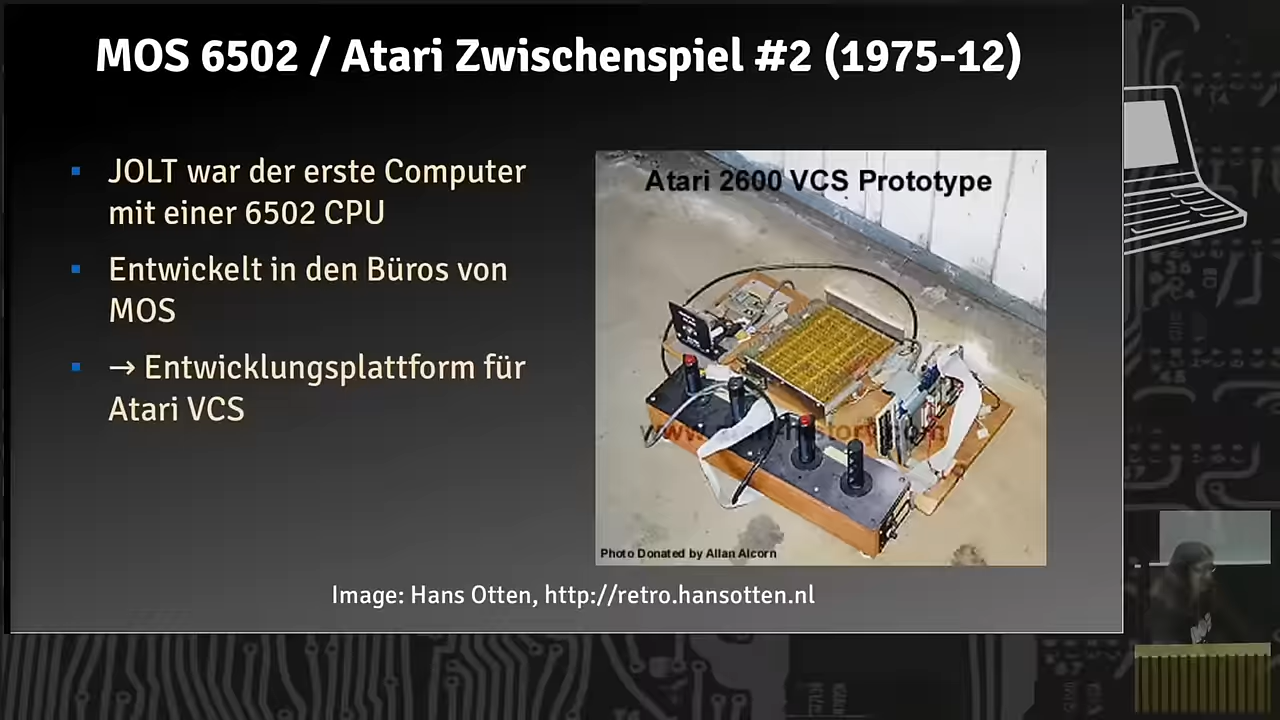 MOS 6502 / Atari Zwischenspiel #2 (1975-12)
▪ JOLT war der erste Computer
mit einer 6502 CPU
▪ Entwickelt in den Büros von
MOS
▪ → Entwicklungsplattform für
Atari VCS
Atari 2600 VCS Prototype
Photo Donated by Allan Alcorn
Image: Hans Otten, http://retro.hansotten.nl